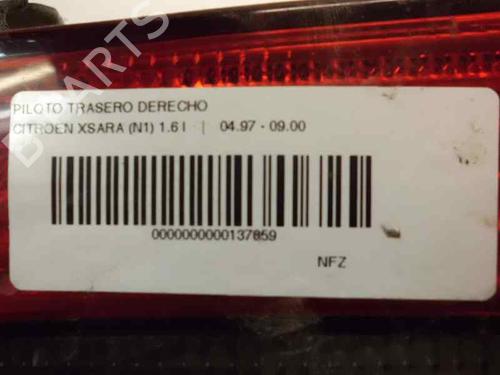 PILOTO TRASERO DERECHO
CITROEN XSARA (N1) 1.6 I | 04.97 - 09.00
0000000000137859
NFZ